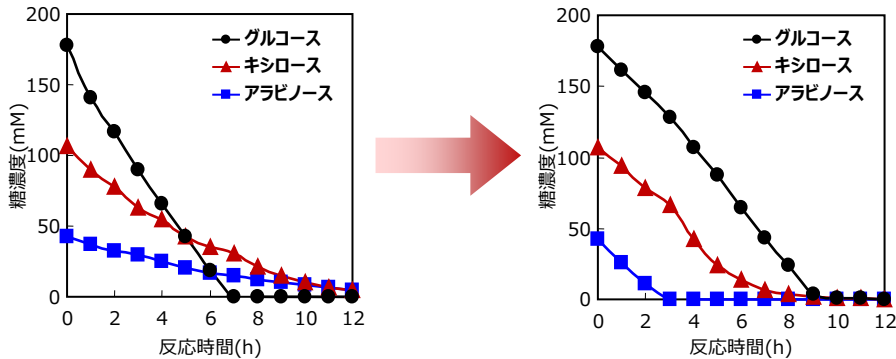 200
150
100
50
0
糖濃度(mM)
グルコース
キシロース
アラビノース
0 2 4 6 8 10 12
反応時間(h)
200
150
100
50
0
糖濃度(mM)
グルコース
キシロース
アラビノース
0 2 4 6 8 10 12
反応時間(h)